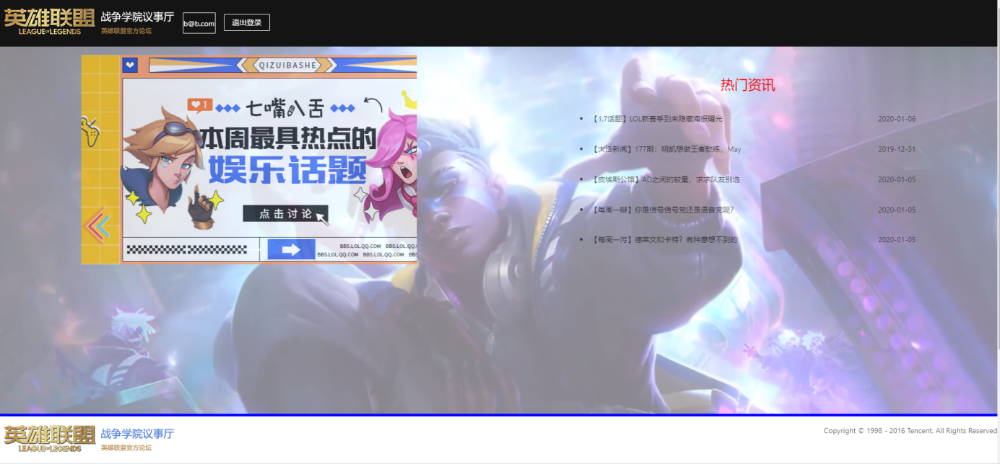 英雄联盟
LEAGUE OF LEGENDS
战争学院议事厅
英雄联盟官方论坛
b@b.com
退出登录
QIZUIBASHE
1
七嘴八舌
本周最具热点的
娱乐话题
点击讨论
BBS.LOL.QQ.COM BBS.LOL.QQ.COM
BBS.LOL.QQ.COM BBS.LOL.QQ.COM BBS
热门资讯
【1.7话题】LOL新赛季到来隐藏海报曝光 2020-01-06
【大话新闻】177期：明凯想做王者教练，May 2019-12-31
【皮埃斯公馆】AD之间的较量，求求队友别选 2020-01-05
【每周一辩】你是信号信号党还是语音党呢？ 2020-01-05
【每周一污】德莱文和卡特？有种意想不到的 2020-01-05
英雄联盟
LEAGUE OF LEGENDS
战争学院议事厅
英雄联盟官方论坛
Copyright © 1998 - 2016 Tencent. All Rights Reserved